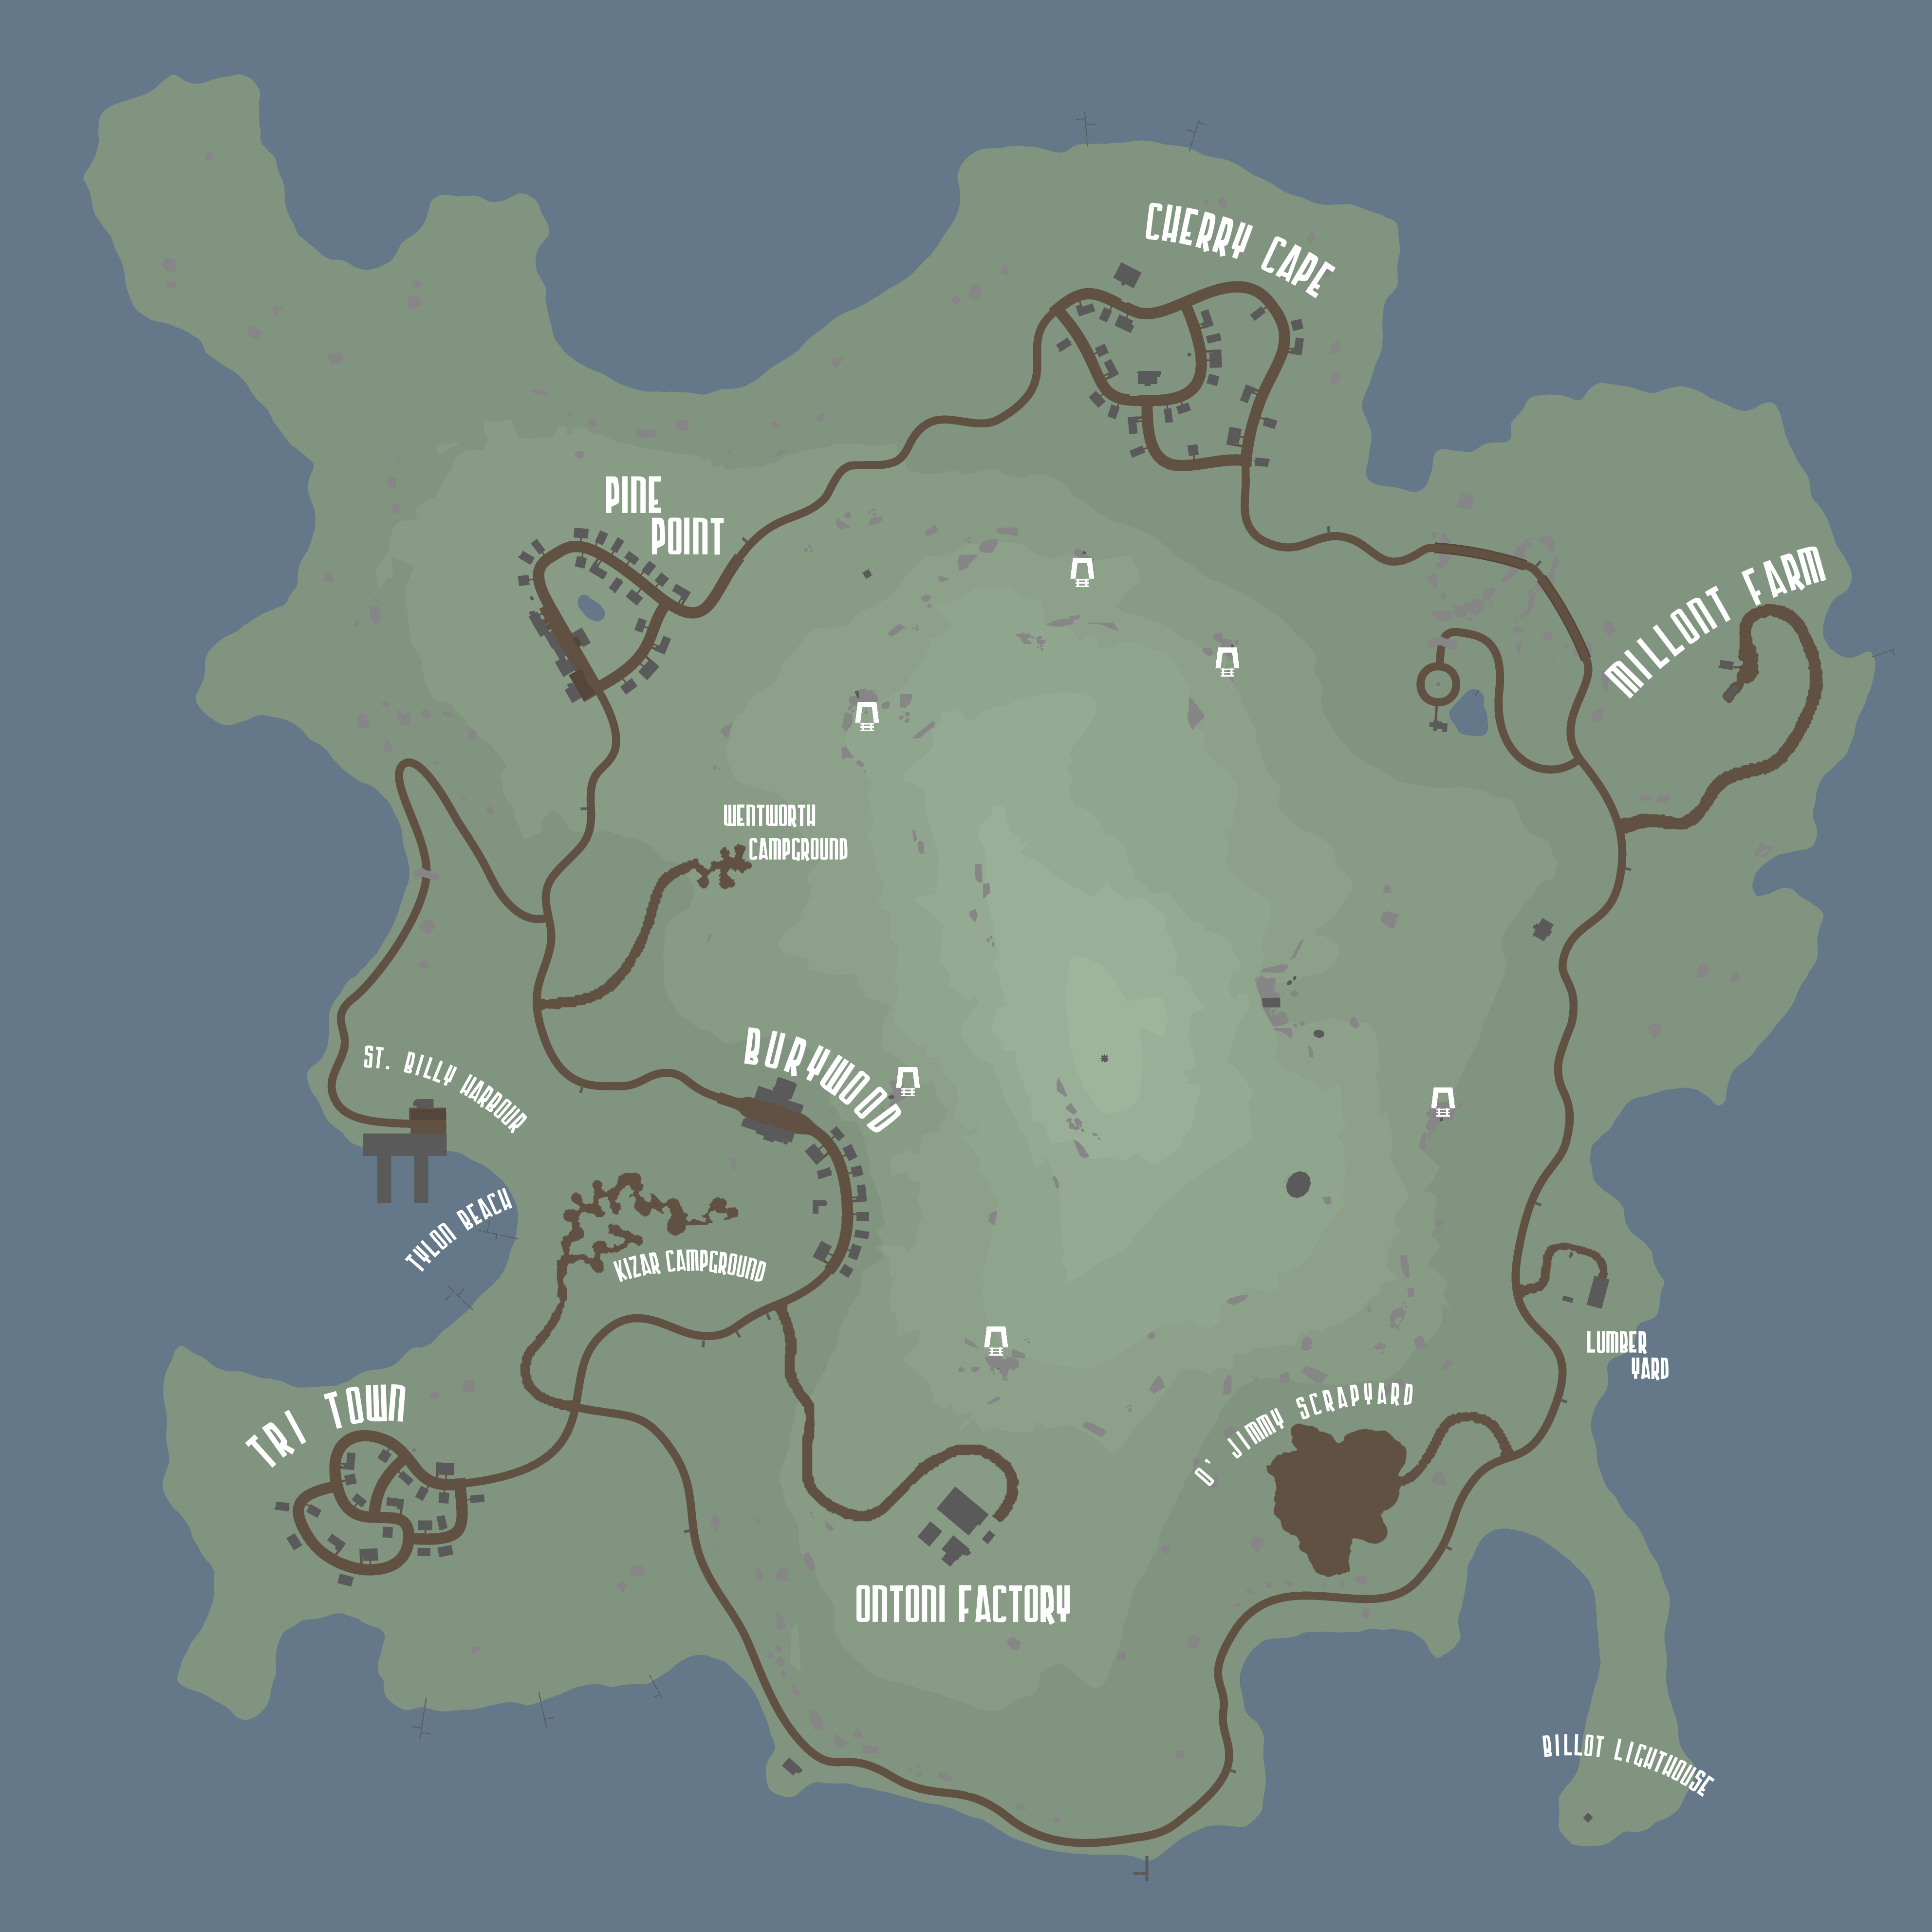 CHERRY CAPE
PINE
POINT
MILLONT FARM
WENTWORTH
CAMPGROUND
BURYWOOD
ST. BILLY HARBOUR
TYLON BEACH
KIZAR CAMPGROUND
LUMBER
YARD
TRI TOWN
O' JIMMY SCRAPYARD
ONTONI FACTORY
BILLOT LIGHTHOUSE